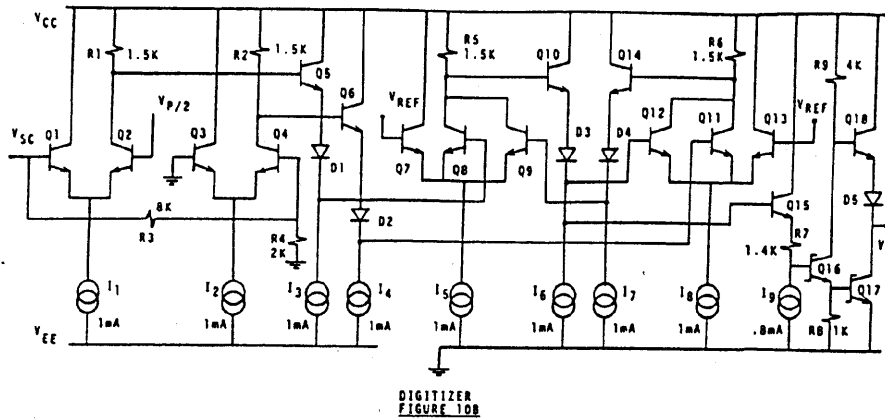 VCC
R1 1.5K
R2 1.5K
R5 1.5K
Q10
Q14
R6 1.5K
R9 4K
Q5
Q6
VP/2
VREF
VREF
VSC
Q1
Q2
Q3
Q4
Q7
Q8
Q9
D3
D4
Q12
Q11
Q13
Q18
D1
D2
D5
8K
R3
R4 2K
Q15
R7 1.4K
Q16
V
Q17
I1 1mA
I2 1mA
I3 1mA
I4 1mA
I5 1mA
I6 1mA
I7 1mA
I8 1mA
I9 .8mA
R8 1K
VEE
DIGITIZER
FIGURE 10B